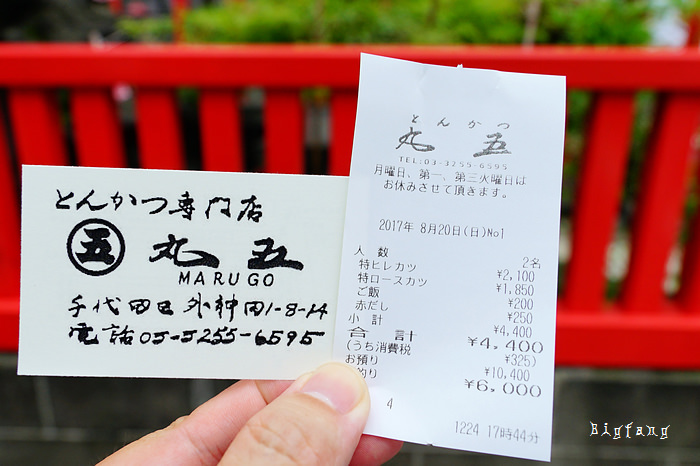 とんかつ専門店
五 丸五
MARUGO
千代田区外神田1-8-14
電話03-3255-6595
とんかつ
丸五
TEL:03-3255-6595
月曜日、第一、第三火曜日は
お休みさせて頂きます。
2017年 8月20日(日)No1
人 数 2名
特ヒレカツ ¥2,100
特ロースカツ ¥1,850
ご飯 ¥200
赤だし ¥250
小 計 ¥4,400
合 計 ¥4,400
(うち消費税 ¥325)
お預り ¥10,400
釣り ¥6,000
4
1224 17時44分
Bigfang